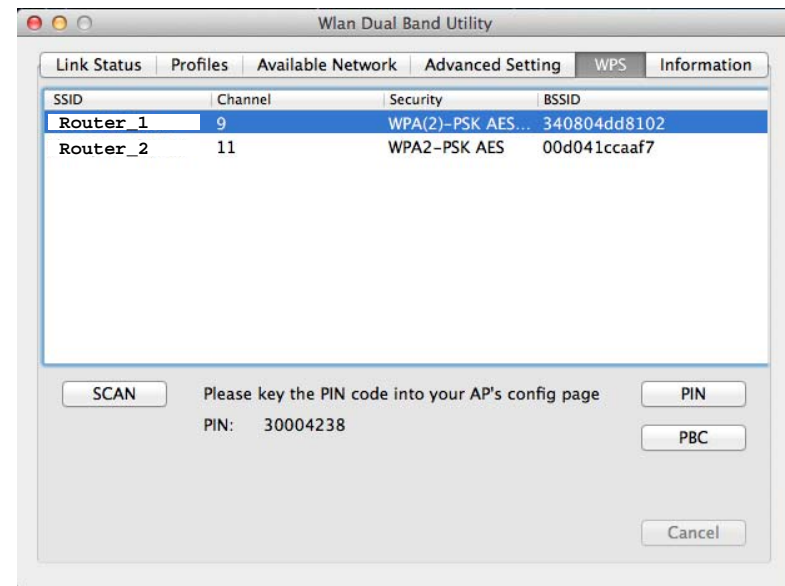 Wlan Dual Band Utility
Link Status Profiles Available Network Advanced Setting WPS Information
SSID Channel Security BSSID
Router_1 9 WPA(2)-PSK AES... 340804dd8102
Router_2 11 WPA2-PSK AES 00d041ccaaf7
SCAN Please key the PIN code into your AP's config page PIN
PIN: 30004238
PBC
Cancel